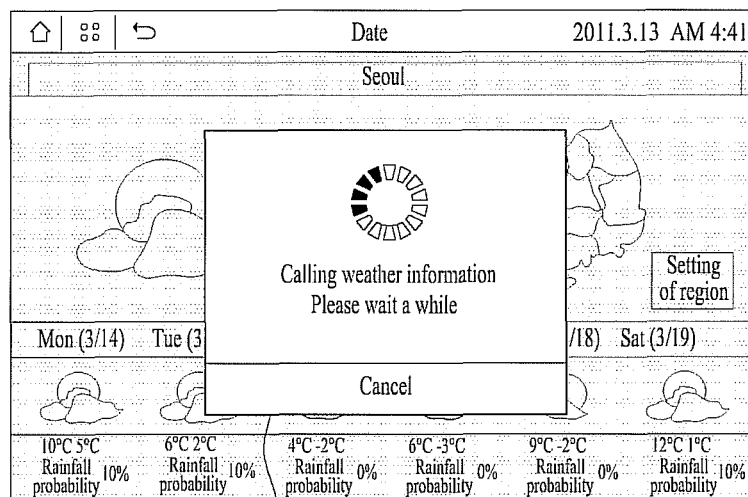 Date
2011.3.13 AM 4:41
Seoul
Calling weather information
Please wait a while
Setting
of region
Mon (3/14)
Tue (3
/18)
Sat (3/19)
Cancel
10°C 5°C
6°C 2°C
4°C -2°C
6°C -3°C
9°C -2°C
12°C 1°C
Rainfall
probability 10%
Rainfall
probability 10%
Rainfall
probability 0%
Rainfall
probability 0%
Rainfall
probability 0%
Rainfall
probability 10%